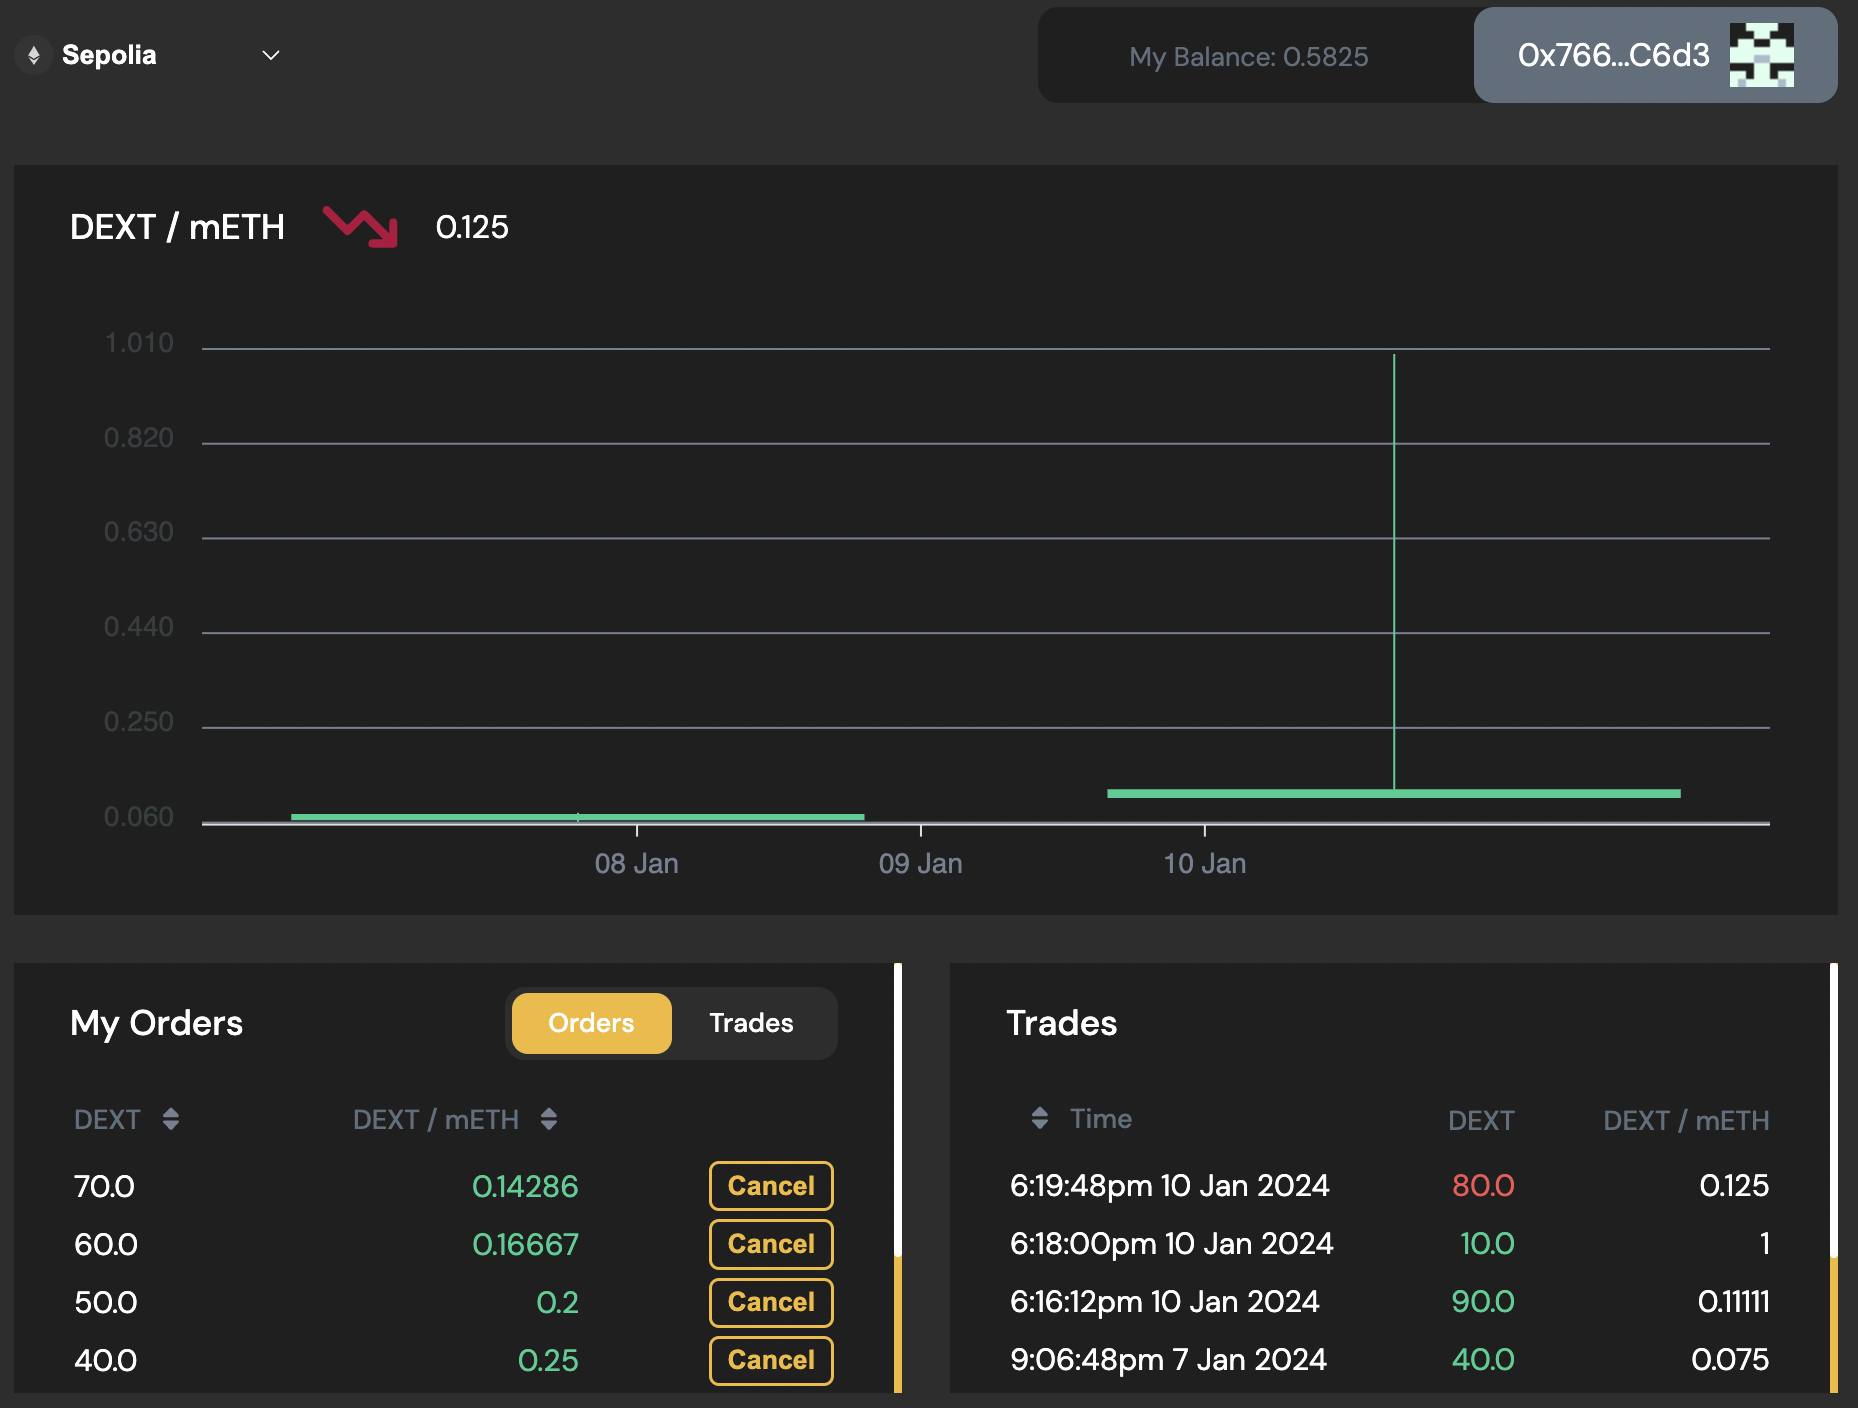 Sepolia
My Balance: 0.5825
0x766...C6d3
DEXT / mETH 0.125
1.010
0.820
0.630
0.440
0.250
0.060
08 Jan 09 Jan 10 Jan
My Orders
Orders Trades
DEXT DEXT / mETH
70.0 0.14286 Cancel
60.0 0.16667 Cancel
50.0 0.2 Cancel
40.0 0.25 Cancel
Trades
Time DEXT DEXT / mETH
6:19:48pm 10 Jan 2024 80.0 0.125
6:18:00pm 10 Jan 2024 10.0 1
6:16:12pm 10 Jan 2024 90.0 0.11111
9:06:48pm 7 Jan 2024 40.0 0.075